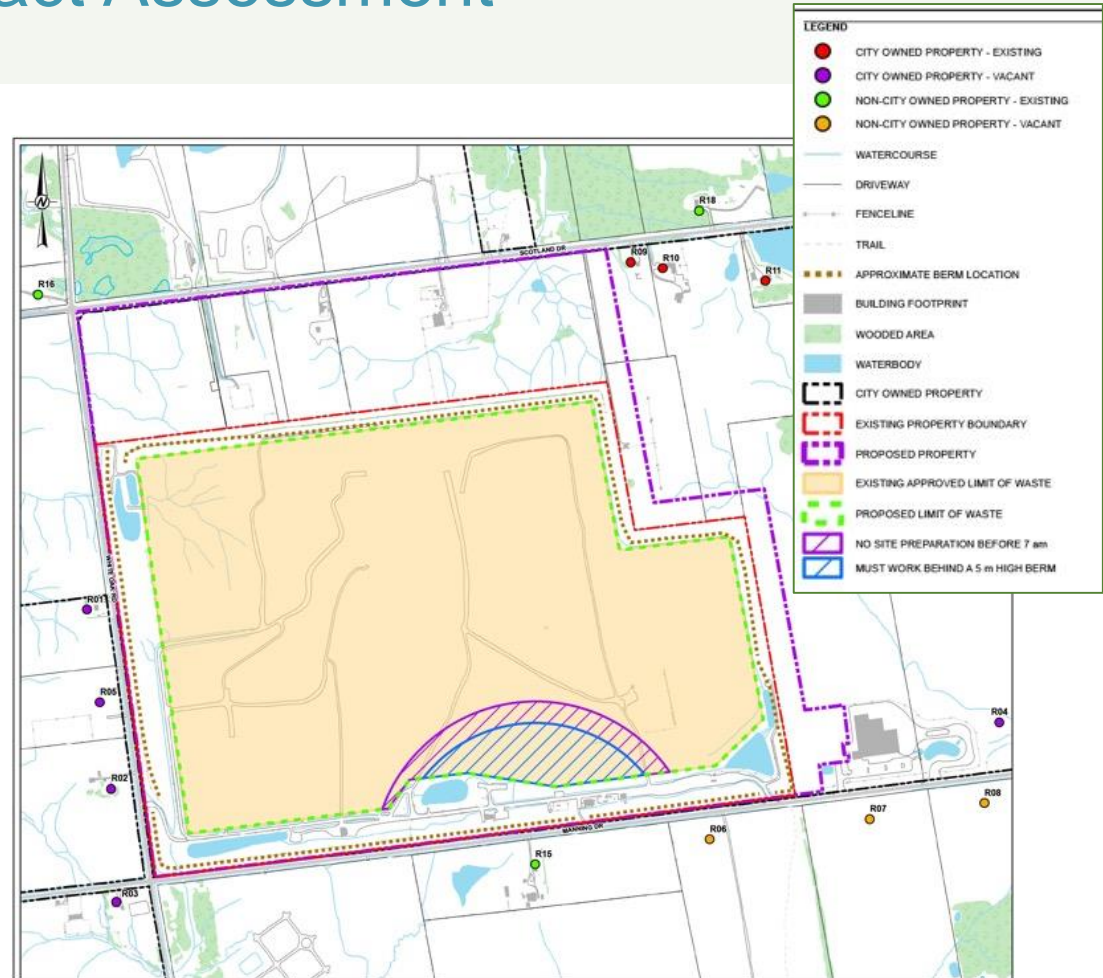 act Assessment
LEGEND
CITY OWNED PROPERTY - EXISTING
CITY OWNED PROPERTY - VACANT
NON-CITY OWNED PROPERTY - EXISTING
NON-CITY OWNED PROPERTY - VACANT
WATERCOURSE
DRIVEWAY
FENCELINE
TRAIL
APPROXIMATE BERM LOCATION
BUILDING FOOTPRINT
WOODED AREA
WATERBODY
CITY OWNED PROPERTY
EXISTING PROPERTY BOUNDARY
PROPOSED PROPERTY
EXISTING APPROVED LIMIT OF WASTE
PROPOSED LIMIT OF WASTE
NO SITE PREPARATION BEFORE 7 am
MUST WORK BEHIND A 5 m HIGH BERM
N
R18
SCOTLAND DR
R09
R10
R11
R16
WHITE OAK RD
R01
R05
R02
R04
R08
R07
R06
MANNING DR
R15
R03